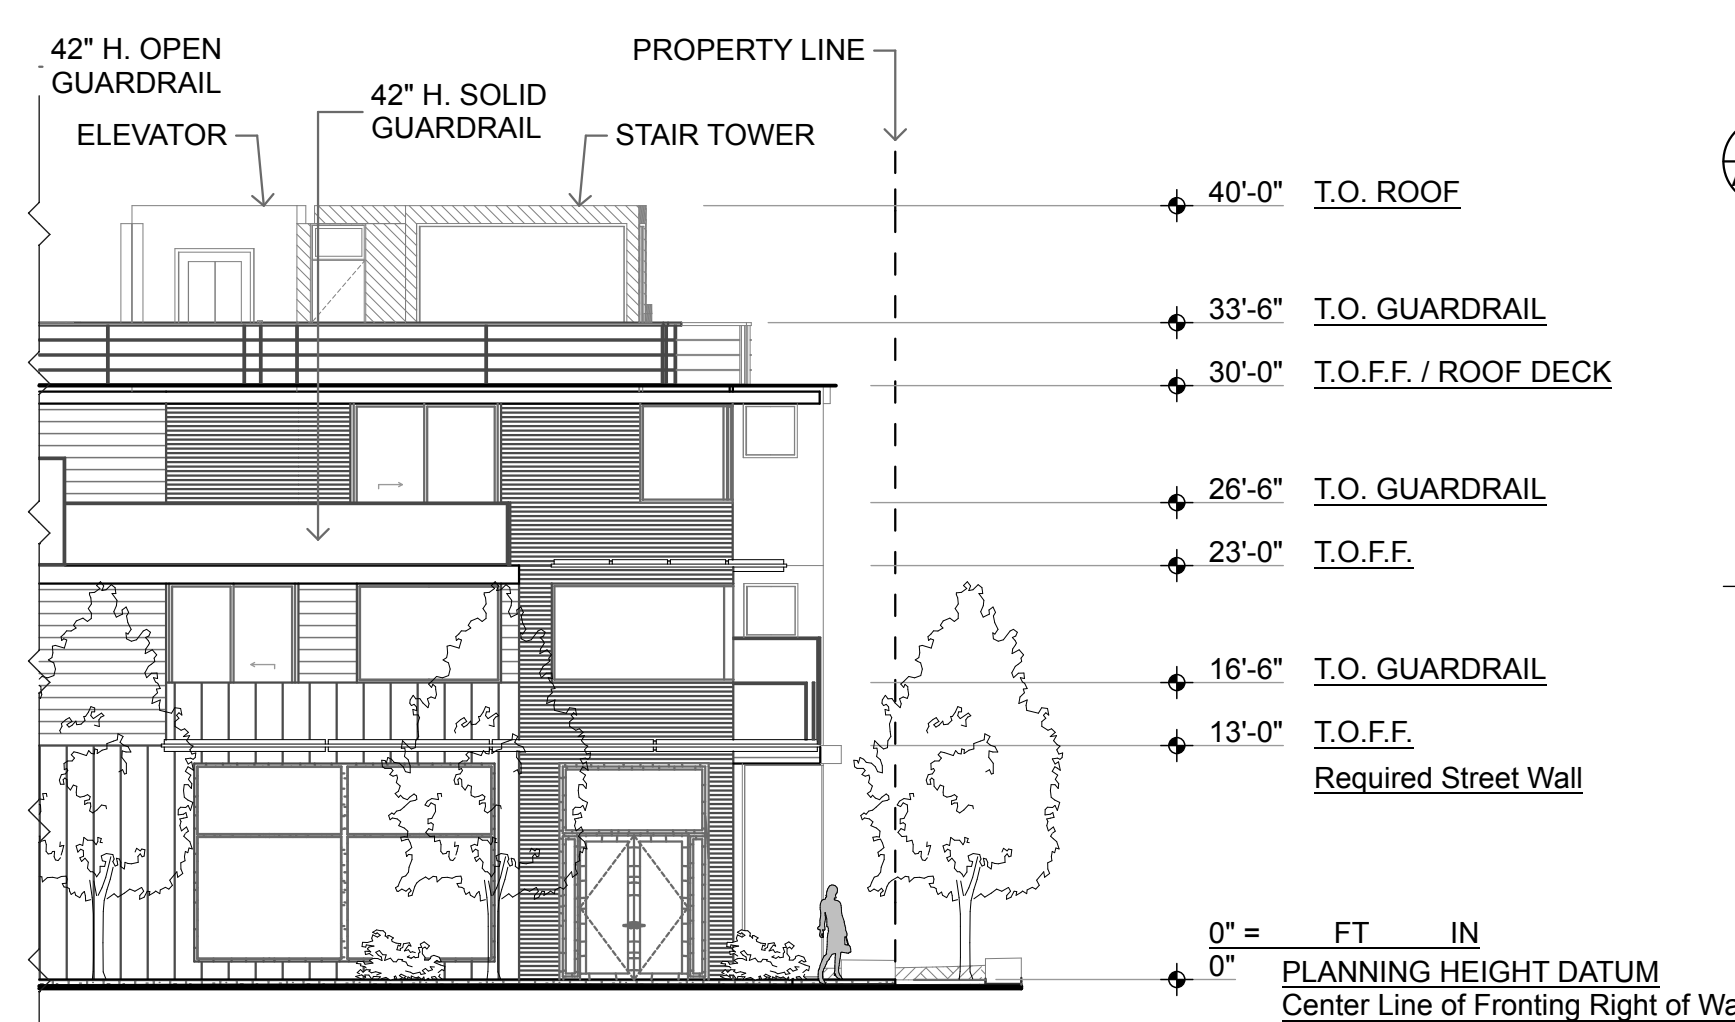 42" H. OPEN
GUARDRAIL
PROPERTY LINE
42" H. SOLID
GUARDRAIL
ELEVATOR
STAIR TOWER
40'-0" T.O. ROOF
33'-6" T.O. GUARDRAIL
30'-0" T.O.F.F. / ROOF DECK
26'-6" T.O. GUARDRAIL
23'-0" T.O.F.F.
16'-6" T.O. GUARDRAIL
13'-0" T.O.F.F.
Required Street Wall
0" = FT IN
0" PLANNING HEIGHT DATUM
Center Line of Fronting Right of